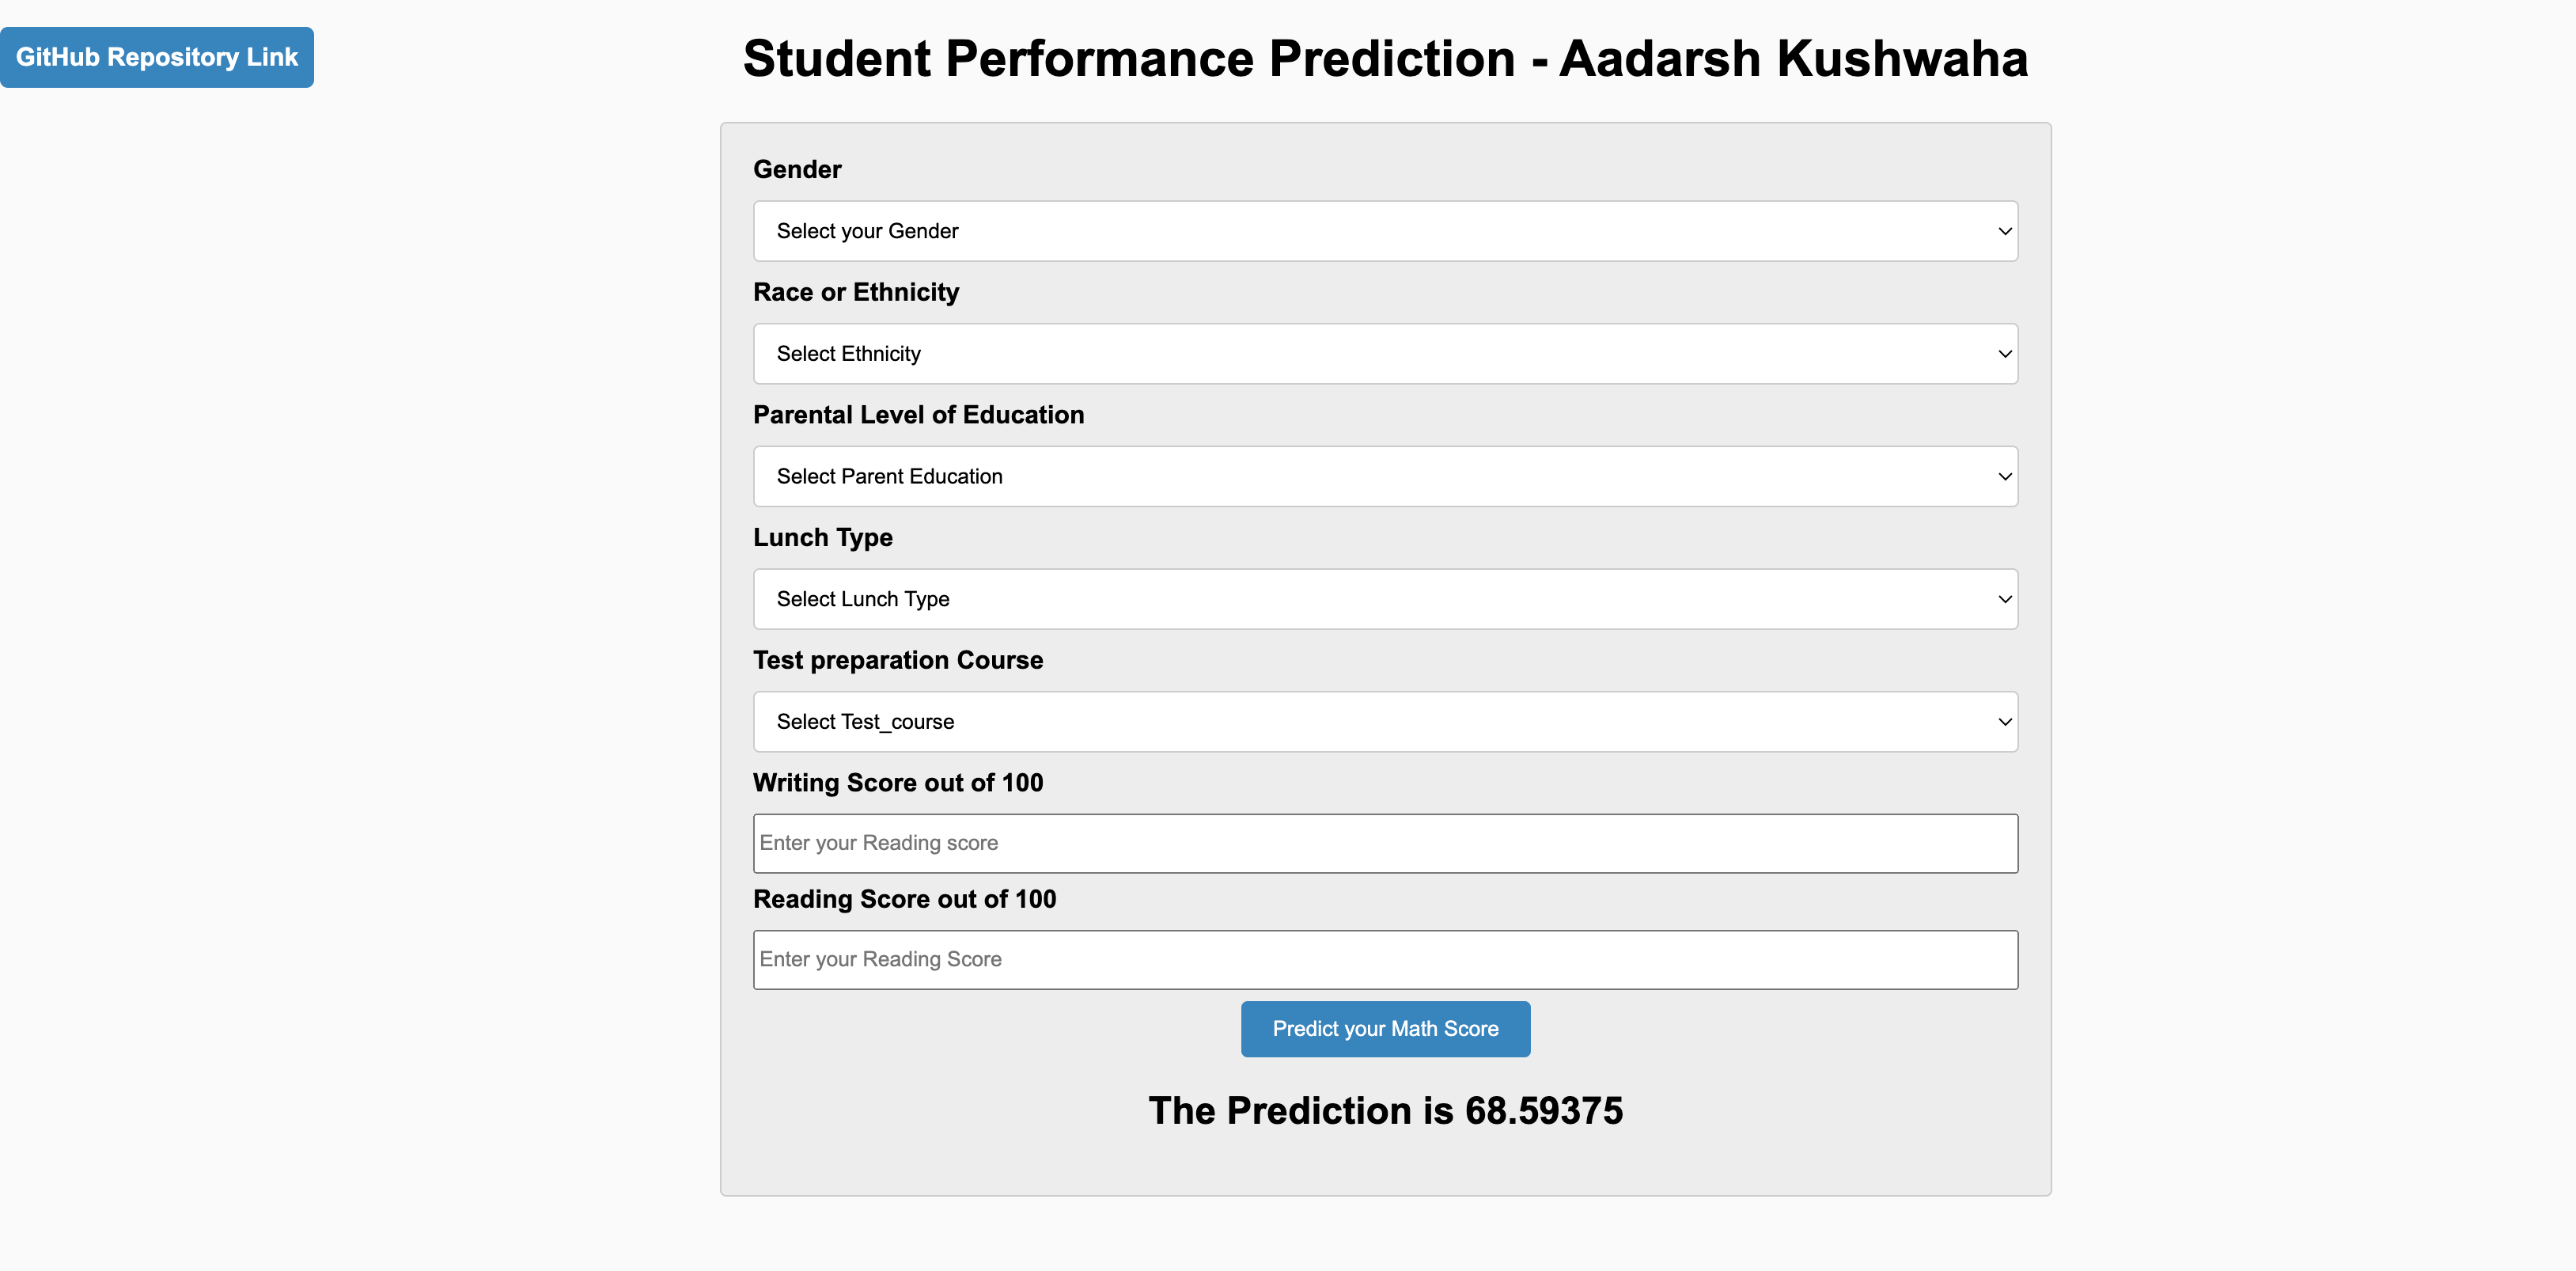 GitHub Repository Link
Student Performance Prediction - Aadarsh Kushwaha
Gender
Select your Gender
Race or Ethnicity
Select Ethnicity
Parental Level of Education
Select Parent Education
Lunch Type
Select Lunch Type
Test preparation Course
Select Test_course
Writing Score out of 100
Enter your Reading score
Reading Score out of 100
Enter your Reading Score
Predict your Math Score
The Prediction is 68.59375